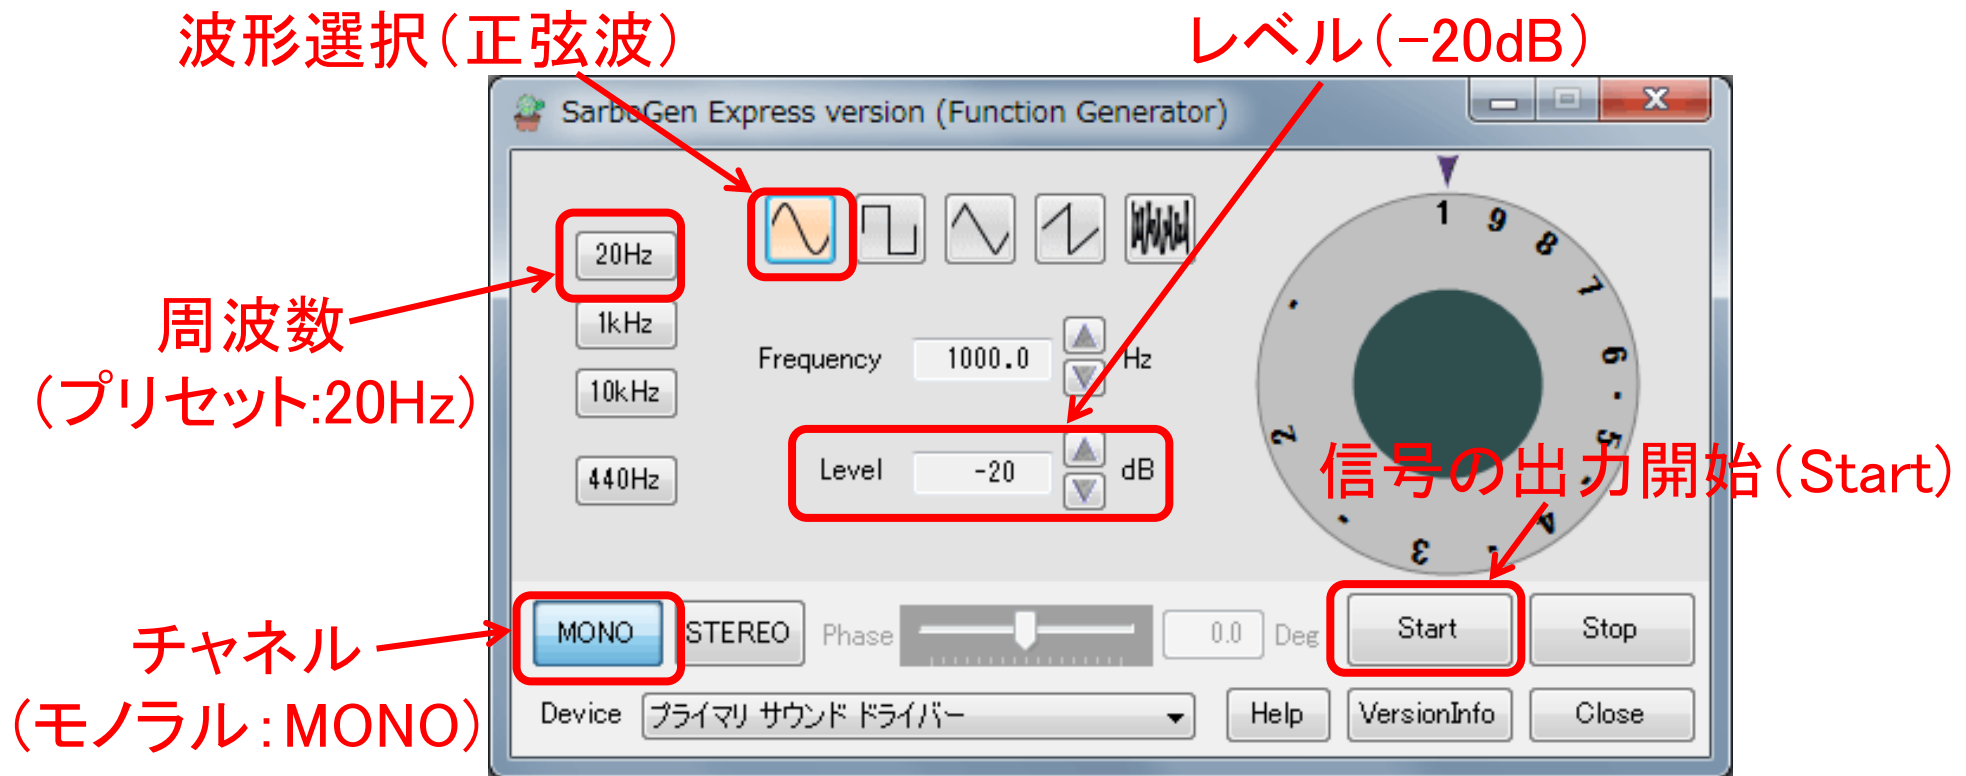 波形選択(正弦波)
レベル(-20dB)
SarboGen Express version (Function Generator)
20Hz
1kHz
10kHz
440Hz
周波数
(プリセット:20Hz)
Frequency 1000.0 Hz
Level -20 dB
1 9 8 7 6 5 4 3 2
信号の出力開始(Start)
チャネル
(モノラル:MONO)
MONO STEREO Phase 0.0 Deg Start Stop
Device プライマリ サウンド ドライバー Help VersionInfo Close